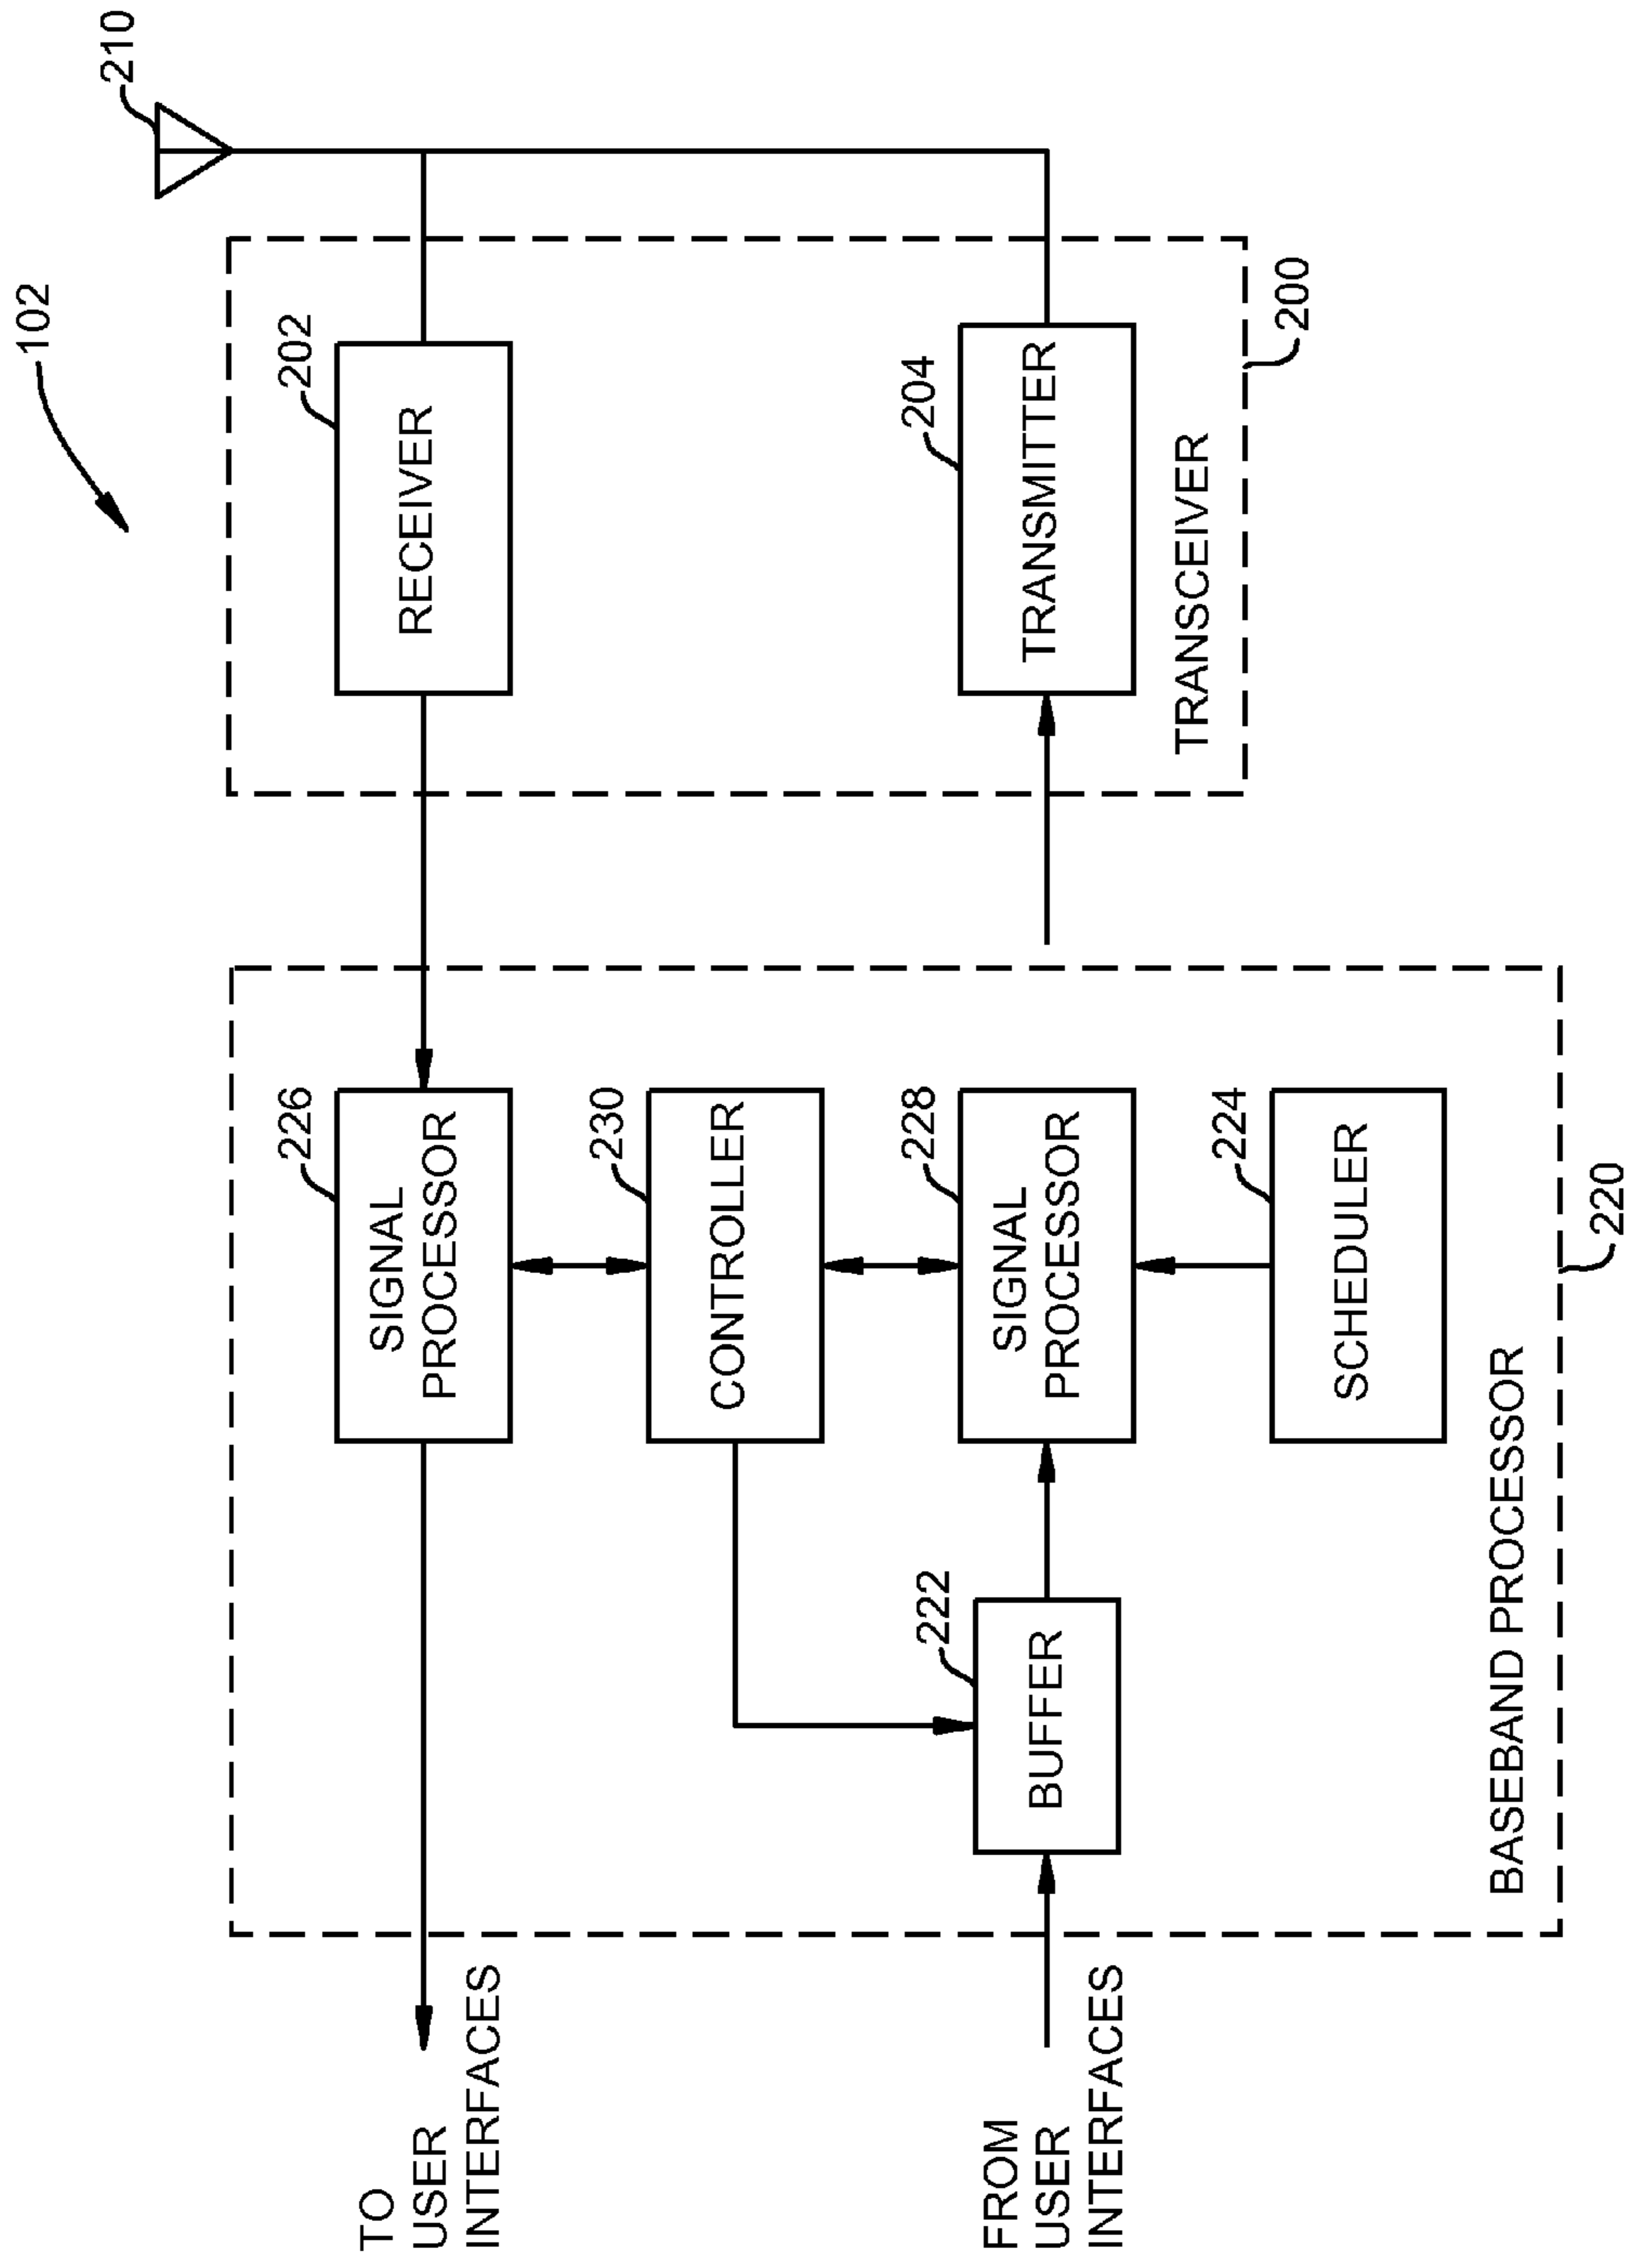 102
210
202
RECEIVER
204
TRANSMITTER
TRANSCEIVER
200
226
SIGNAL
PROCESSOR
230
CONTROLLER
228
SIGNAL
PROCESSOR
224
SCHEDULER
222
BUFFER
BASEBAND PROCESSOR
220
TO
USER
INTERFACES
FROM
USER
INTERFACES